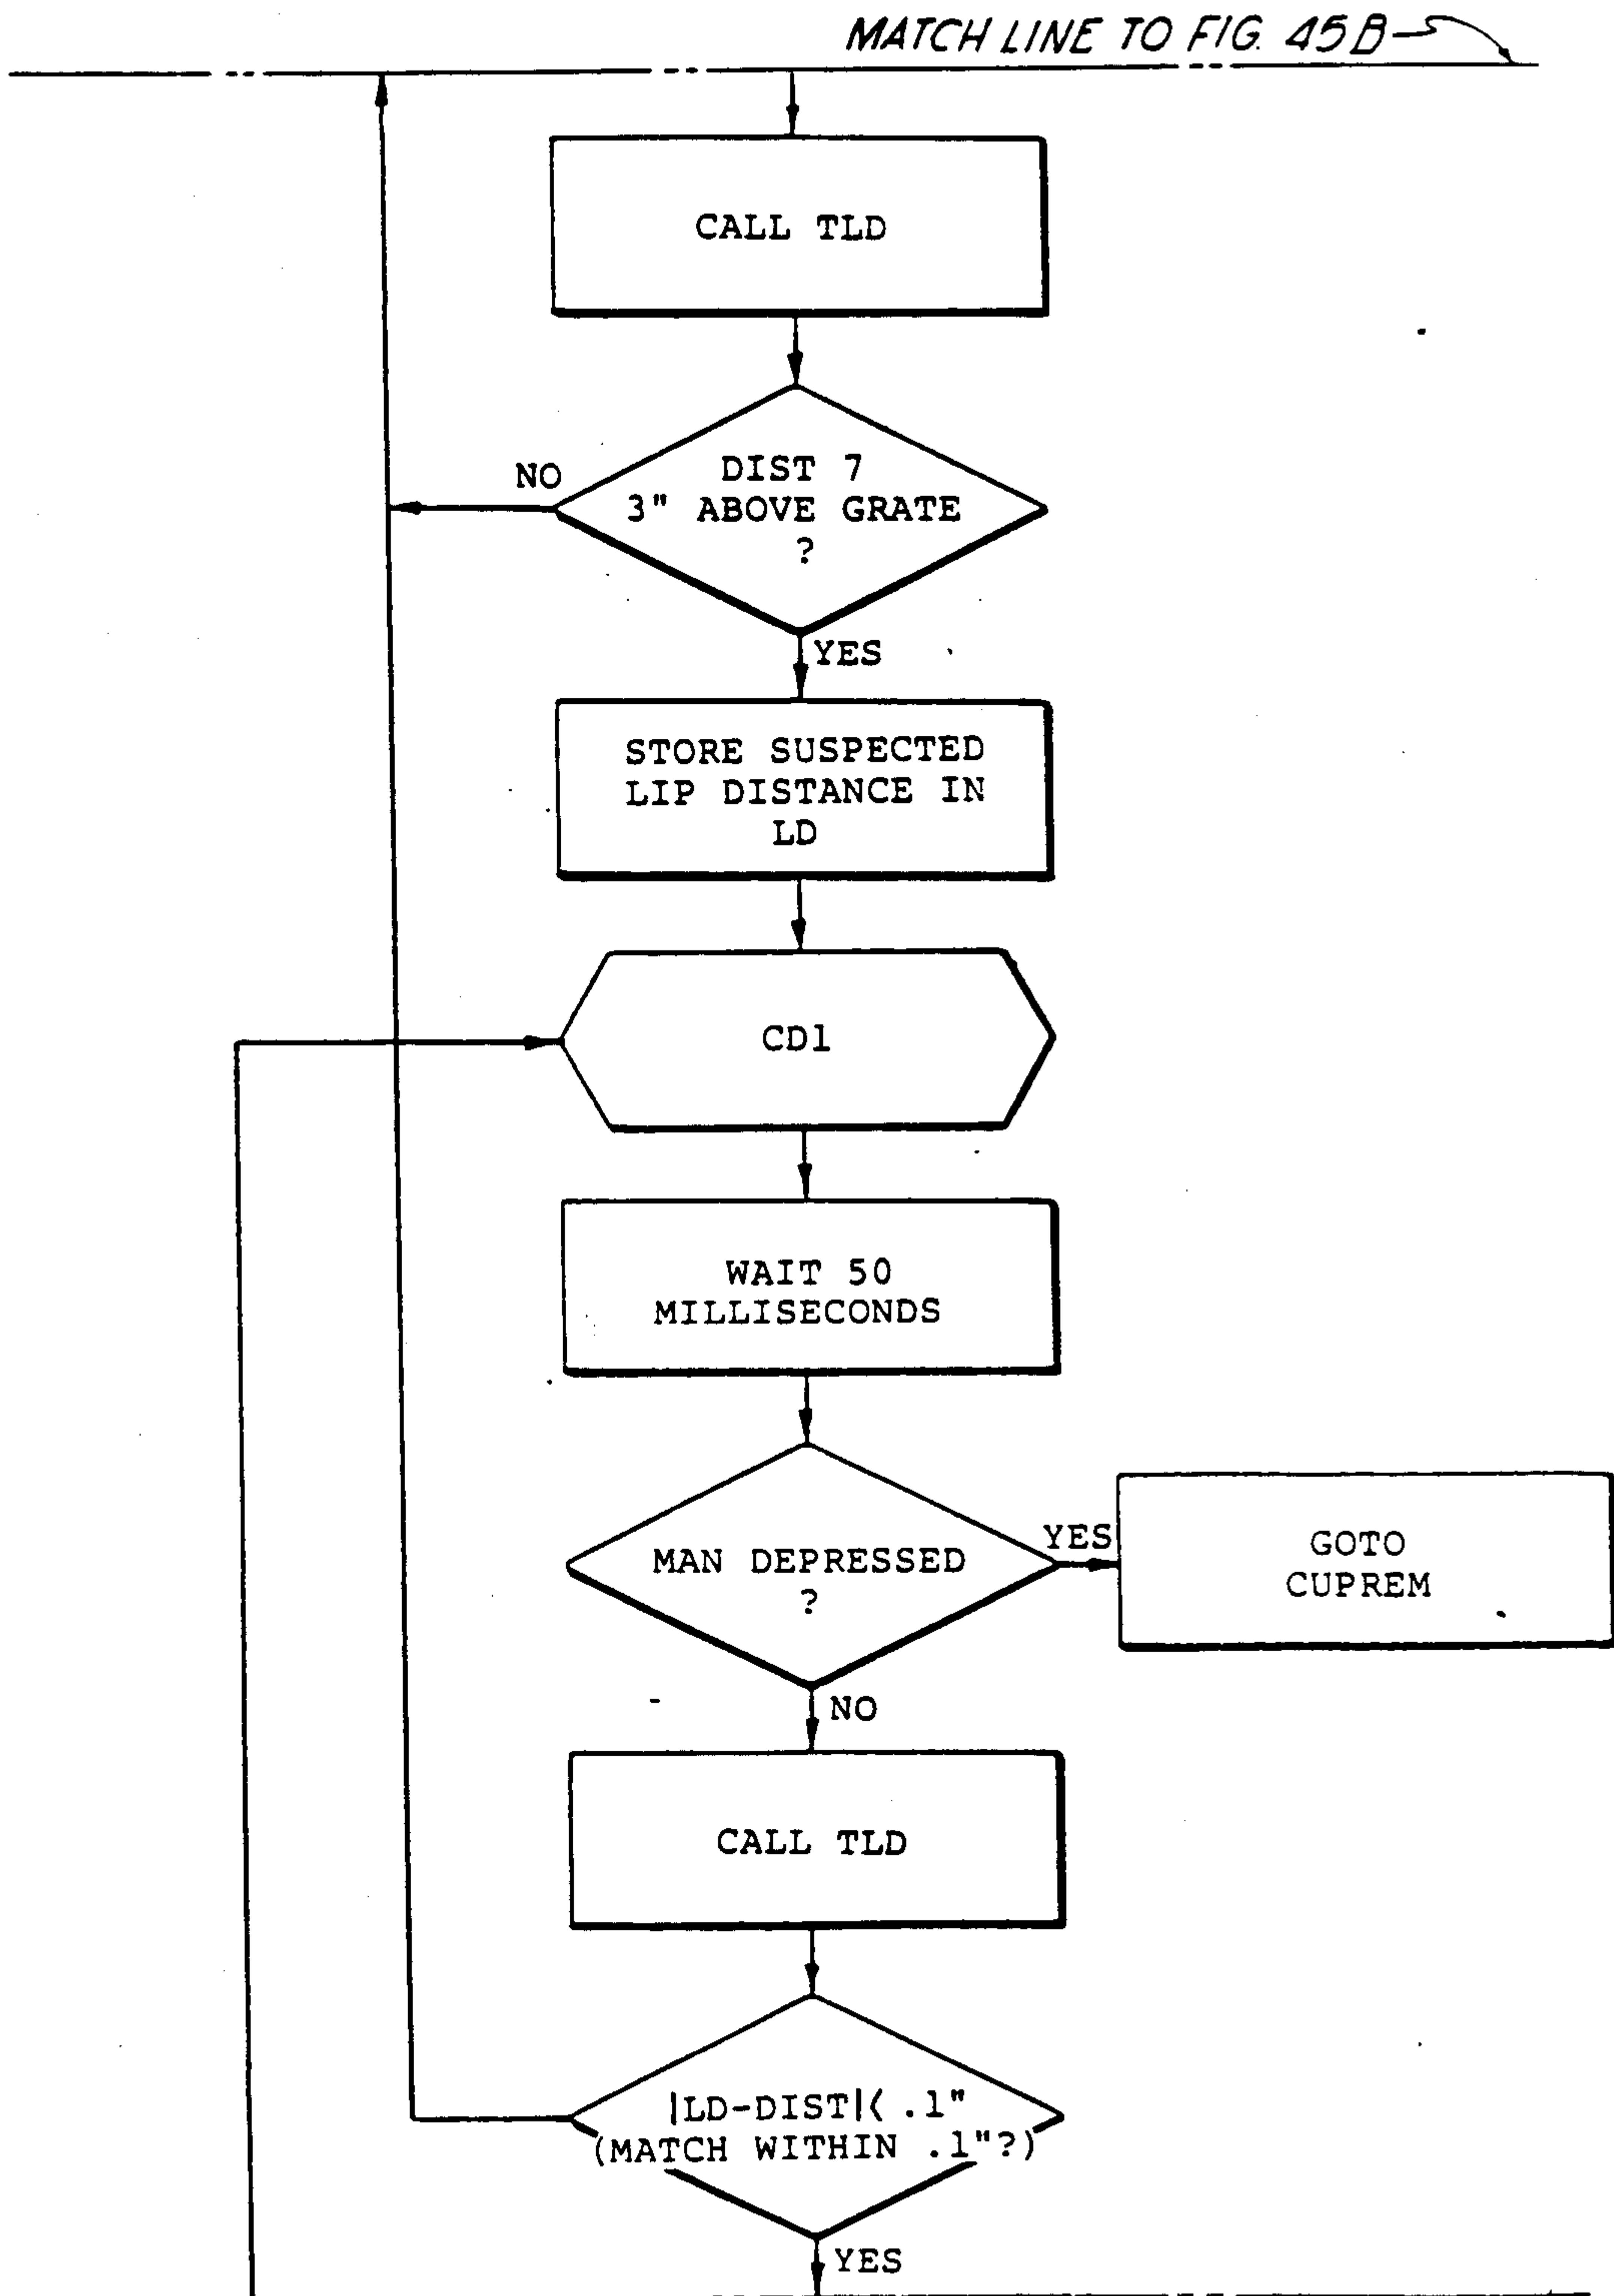 MATCH LINE TO FIG. 45B
CALL TLD
DIST 7
3" ABOVE GRATE
?
NO
YES
STORE SUSPECTED
LIP DISTANCE IN
LD
CD1
WAIT 50
MILLISECONDS
MAN DEPRESSED
?
YES
GOTO
CUPREM
NO
CALL TLD
|LD-DIST|< .1"
(MATCH WITHIN .1"?)
YES